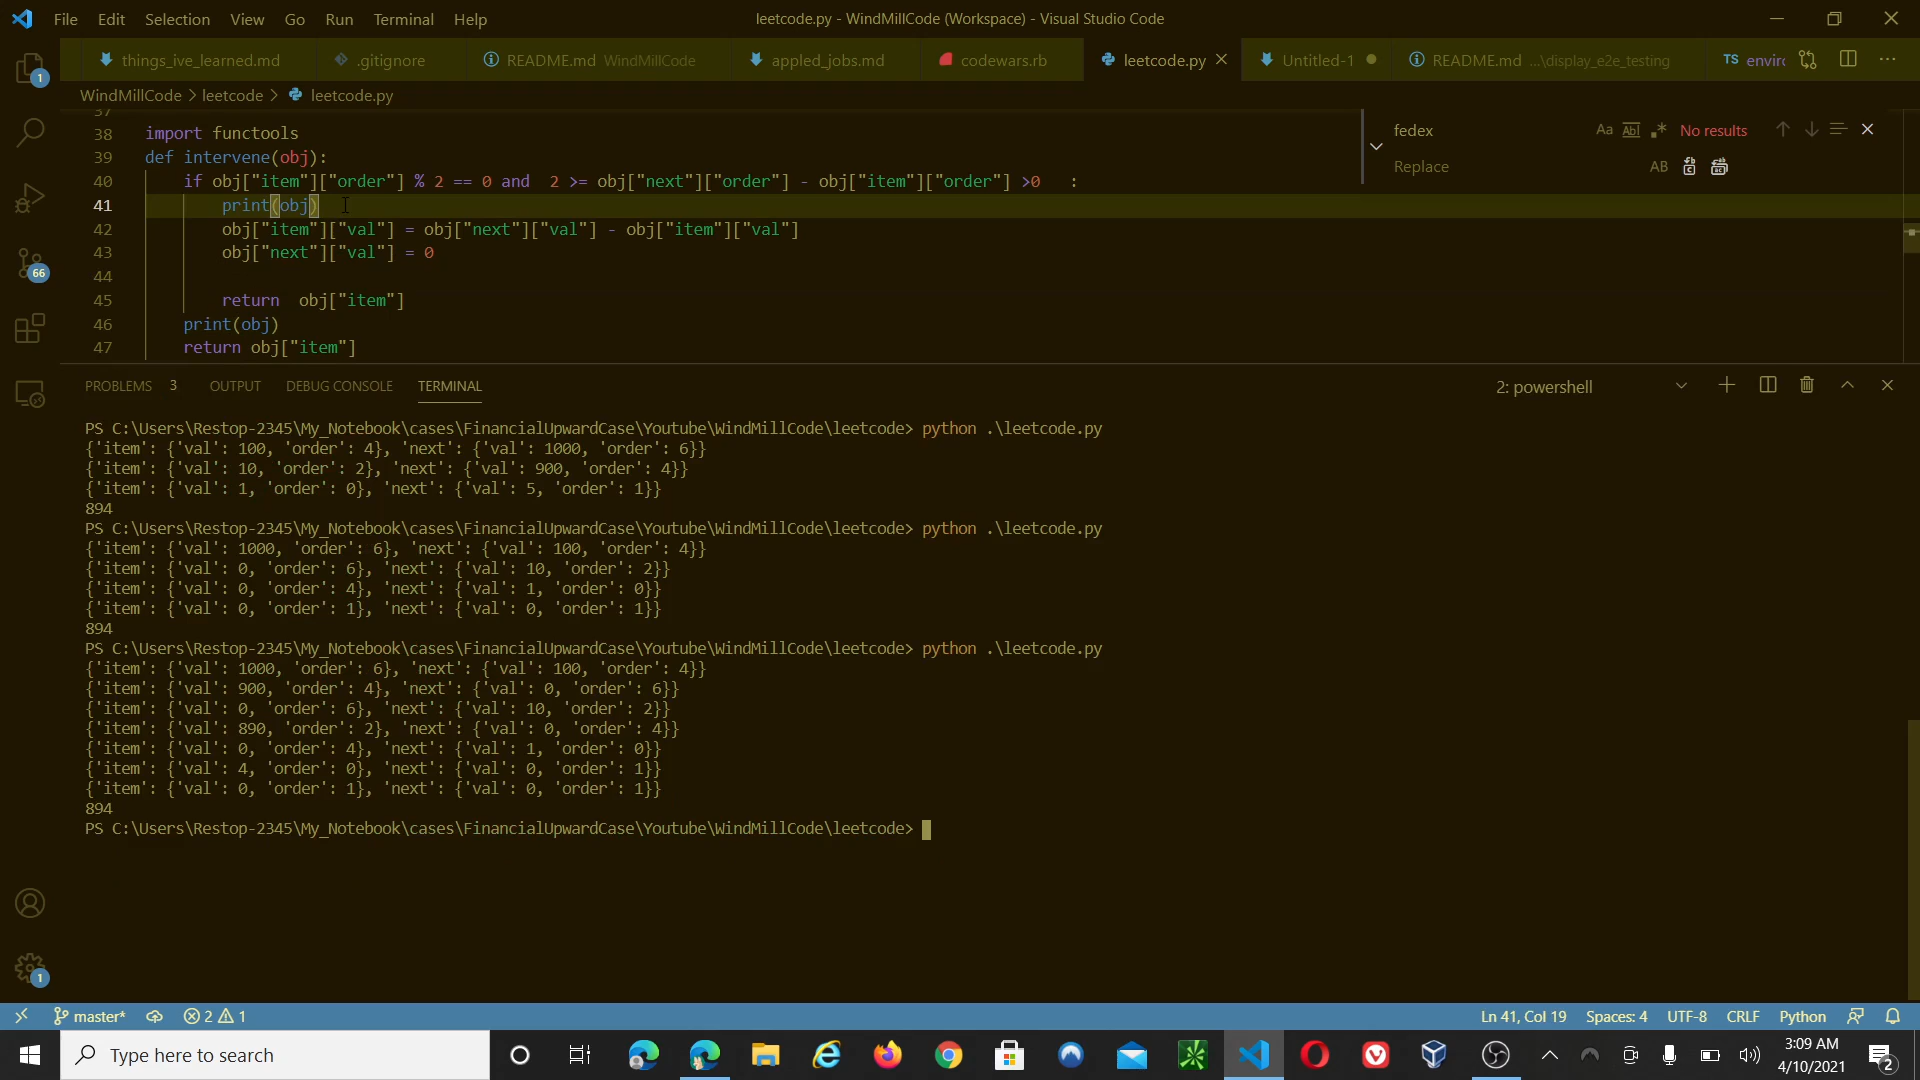 File Edit Selection View Go Run Terminal Help
leetcode.py - WindMillCode (Workspace) - Visual Studio Code
things_ive_learned.md .gitignore README.md WindMillCode appled_jobs.md codewars.rb leetcode.py Untitled-1 README.md ...\display_e2e_testing TS envirc
1
WindMillCode > leetcode > leetcode.py
37
38 import functools
39 def intervene(obj):
40 if obj["item"]["order"] % 2 == 0 and 2 >= obj["next"]["order"] - obj["item"]["order"] >0 :
41 print(obj)
42 obj["item"]["val"] = obj["next"]["val"] - obj["item"]["val"]
43 obj["next"]["val"] = 0
44
45 return obj["item"]
46 print(obj)
47 return obj["item"]
fedex Aa Abl .* No results
Replace AB
66
PROBLEMS 3 OUTPUT DEBUG CONSOLE TERMINAL 2: powershell
PS C:\Users\Restop-2345\My_Notebook\cases\FinancialUpwardCase\Youtube\WindMillCode\leetcode> python .\leetcode.py
{'item': {'val': 100, 'order': 4}, 'next': {'val': 1000, 'order': 6}}
{'item': {'val': 10, 'order': 2}, 'next': {'val': 900, 'order': 4}}
{'item': {'val': 1, 'order': 0}, 'next': {'val': 5, 'order': 1}}
894
PS C:\Users\Restop-2345\My_Notebook\cases\FinancialUpwardCase\Youtube\WindMillCode\leetcode> python .\leetcode.py
{'item': {'val': 1000, 'order': 6}, 'next': {'val': 100, 'order': 4}}
{'item': {'val': 0, 'order': 6}, 'next': {'val': 10, 'order': 2}}
{'item': {'val': 0, 'order': 4}, 'next': {'val': 1, 'order': 0}}
{'item': {'val': 0, 'order': 1}, 'next': {'val': 0, 'order': 1}}
894
PS C:\Users\Restop-2345\My_Notebook\cases\FinancialUpwardCase\Youtube\WindMillCode\leetcode> python .\leetcode.py
{'item': {'val': 1000, 'order': 6}, 'next': {'val': 100, 'order': 4}}
{'item': {'val': 900, 'order': 4}, 'next': {'val': 0, 'order': 6}}
{'item': {'val': 0, 'order': 6}, 'next': {'val': 10, 'order': 2}}
{'item': {'val': 890, 'order': 2}, 'next': {'val': 0, 'order': 4}}
{'item': {'val': 0, 'order': 4}, 'next': {'val': 1, 'order': 0}}
{'item': {'val': 4, 'order': 0}, 'next': {'val': 0, 'order': 1}}
{'item': {'val': 0, 'order': 1}, 'next': {'val': 0, 'order': 1}}
894
PS C:\Users\Restop-2345\My_Notebook\cases\FinancialUpwardCase\Youtube\WindMillCode\leetcode>
1
master* 2 1 Ln 41, Col 19 Spaces: 4 UTF-8 CRLF Python
Type here to search
3:09 AM
4/10/2021
2